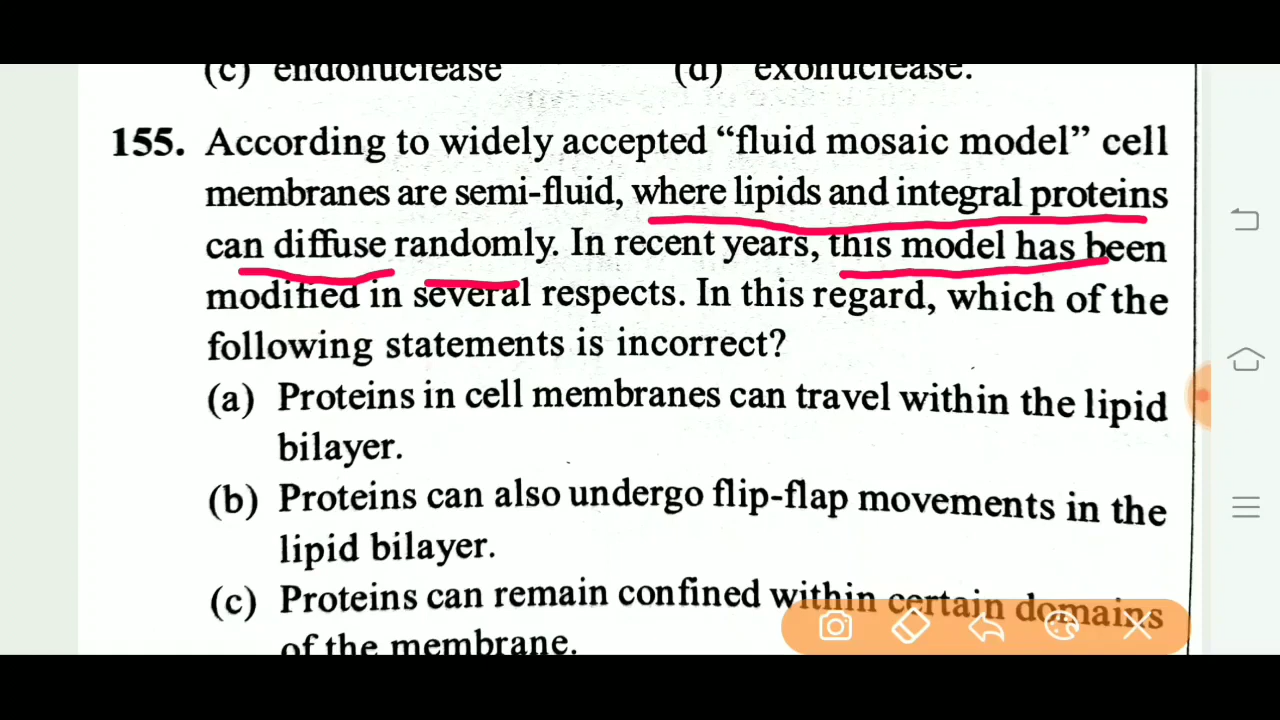 (c) endonuclease (d) exonuclease.
155. According to widely accepted “fluid mosaic model” cell
membranes are semi-fluid, where lipids and integral proteins
can diffuse randomly. In recent years, this model has been
modified in several respects. In this regard, which of the
following statements is incorrect?
(a) Proteins in cell membranes can travel within the lipid
bilayer.
(b) Proteins can also undergo flip-flap movements in the
lipid bilayer.
(c) Proteins can remain confined within certain domains
of the membrane.